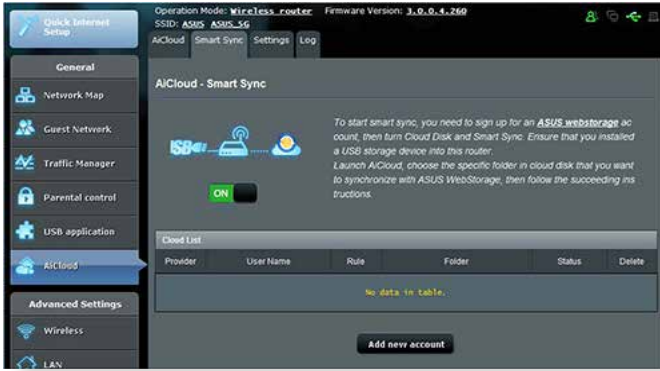 Quick Internet
Setup
Operation Mode: Wireless router Firmware Version: 3.0.0.4.260
SSID: ASUS ASUS_5G
AiCloud Smart Sync Settings Log
General
Network Map
Guest Network
Traffic Manager
Parental control
USB application
AiCloud
Advanced Settings
Wireless
LAN
AiCloud - Smart Sync
To start smart sync, you need to sign up for an ASUS webstorage ac
count, then turn Cloud Disk and Smart Sync. Ensure that you installed
a USB storage device into this router.
Launch AiCloud, choose the specific folder in cloud disk that you want
to synchronize with ASUS WebStorage, then follow the succeeding ins
tructions.
USB
ON
Cloud List
Provider User Name Rule Folder Status Delete
No data in table.
Add new account